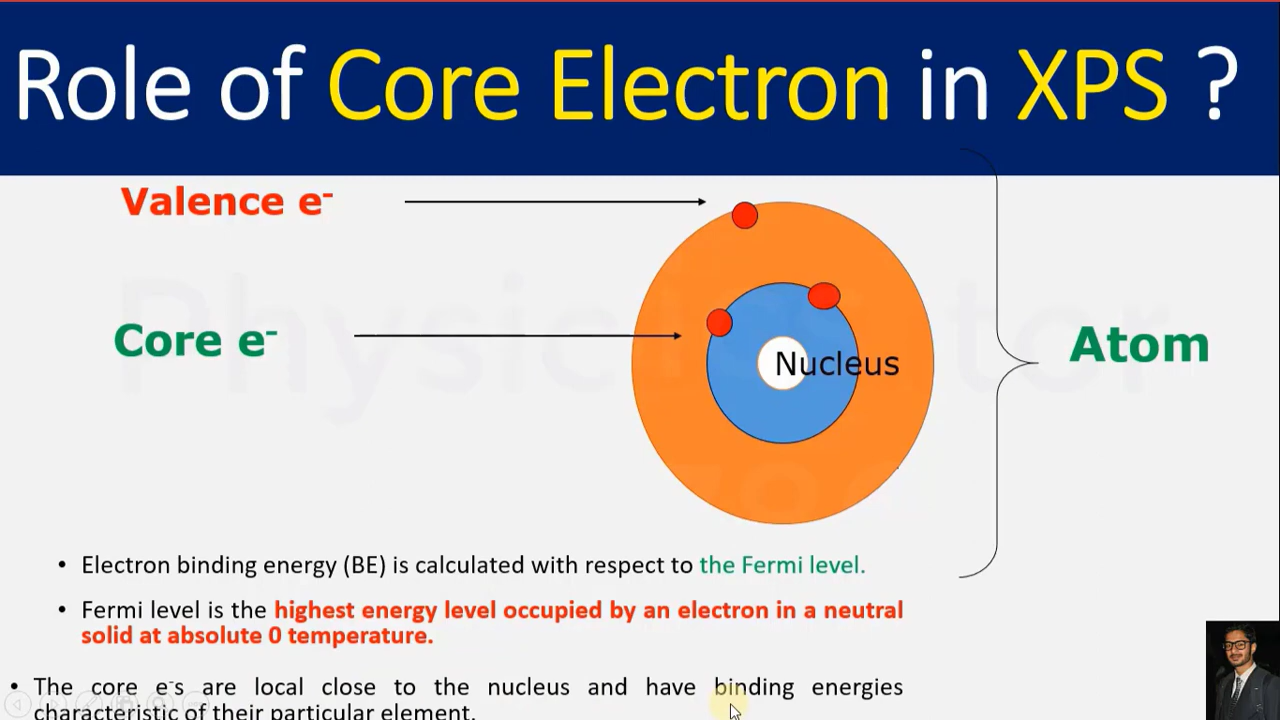 Role of Core Electron in XPS ?
Valence e⁻
Core e⁻
Nucleus
Atom
• Electron binding energy (BE) is calculated with respect to the Fermi level.
• Fermi level is the highest energy level occupied by an electron in a neutral
solid at absolute 0 temperature.
• The core e⁻s are local close to the nucleus and have binding energies
characteristic of their particular element.